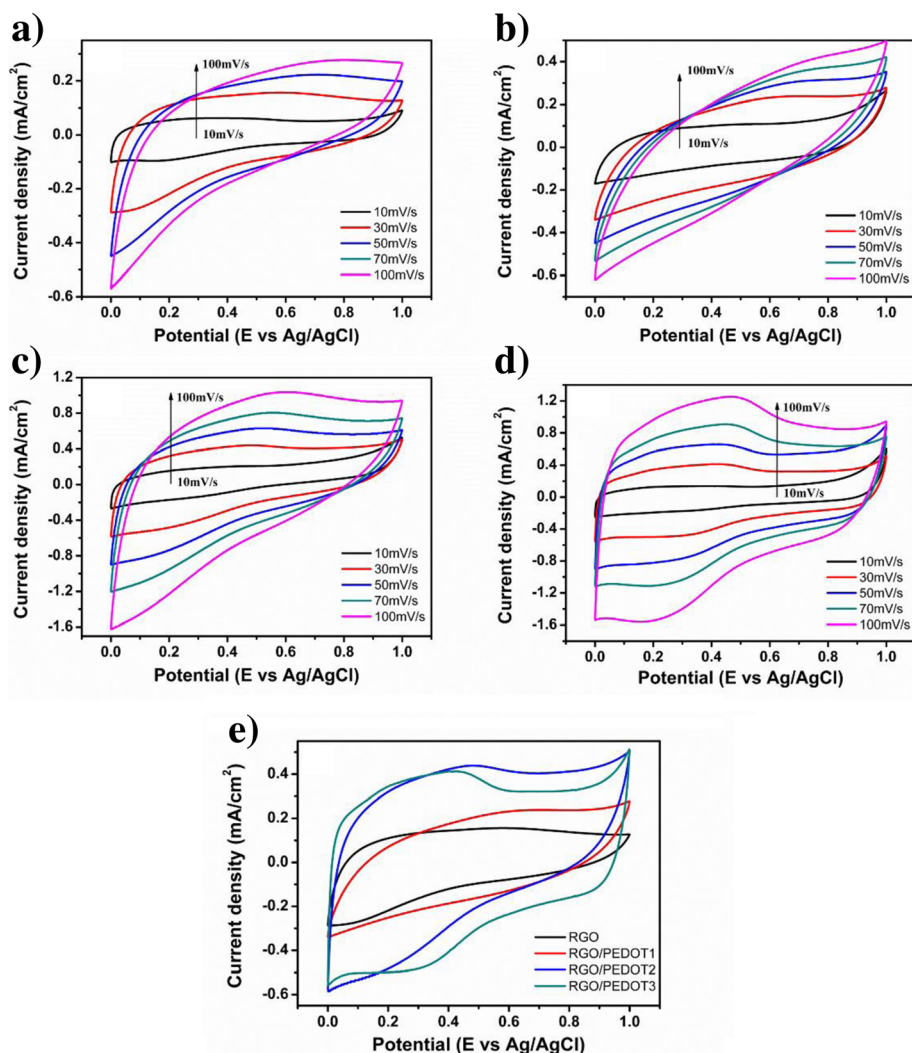 a)
Current density (mA/cm²)
0.2
0.0
-0.2
-0.4
-0.6
100mV/s
10mV/s
10mV/s
30mV/s
50mV/s
70mV/s
100mV/s
0.0 0.2 0.4 0.6 0.8 1.0
Potential (E vs Ag/AgCl)
b)
Current density (mA/cm²)
0.4
0.2
0.0
-0.2
-0.4
-0.6
100mV/s
10mV/s
10mV/s
30mV/s
50mV/s
70mV/s
100mV/s
0.0 0.2 0.4 0.6 0.8 1.0
Potential (E vs Ag/AgCl)
c)
Current density (mA/cm²)
1.2
0.8
0.4
0.0
-0.4
-0.8
-1.2
-1.6
100mV/s
10mV/s
10mV/s
30mV/s
50mV/s
70mV/s
100mV/s
0.0 0.2 0.4 0.6 0.8 1.0
Potential (E vs Ag/AgCl)
d)
Current density (mA/cm²)
1.2
0.8
0.4
0.0
-0.4
-0.8
-1.2
-1.6
100mV/s
10mV/s
10mV/s
30mV/s
50mV/s
70mV/s
100mV/s
0.0 0.2 0.4 0.6 0.8 1.0
Potential (E vs Ag/AgCl)
e)
Current density (mA/cm²)
0.4
0.2
0.0
-0.2
-0.4
-0.6
RGO
RGO/PEDOT1
RGO/PEDOT2
RGO/PEDOT3
0.0 0.2 0.4 0.6 0.8 1.0
Potential (E vs Ag/AgCl)